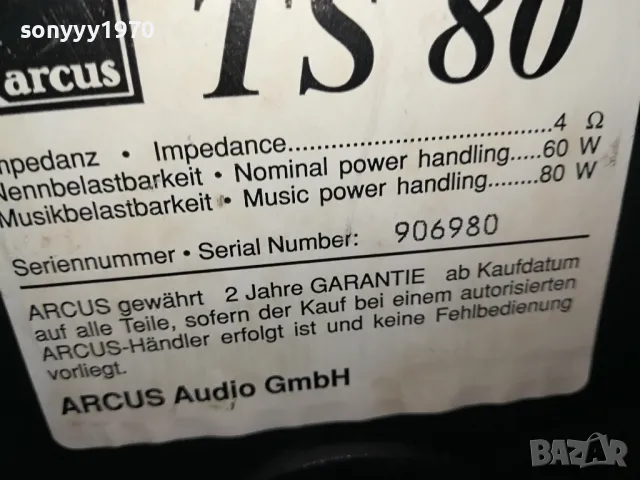 sonyyy1970
arcus
TS 80
mpedanz • Impedance.............................................4 Ω
Nennbelastbarkeit • Nominal power handling.....60 W
Musikbelastbarkeit • Music power handling........80 W
Seriennummer • Serial Number: 906980
ARCUS gewährt 2 Jahre GARANTIE ab Kaufdatum
auf alle Teile, sofern der Kauf bei einem autorisierten
ARCUS-Händler erfolgt ist und keine Fehlbedienung
vorliegt.
ARCUS Audio GmbH
BAZAR
bg